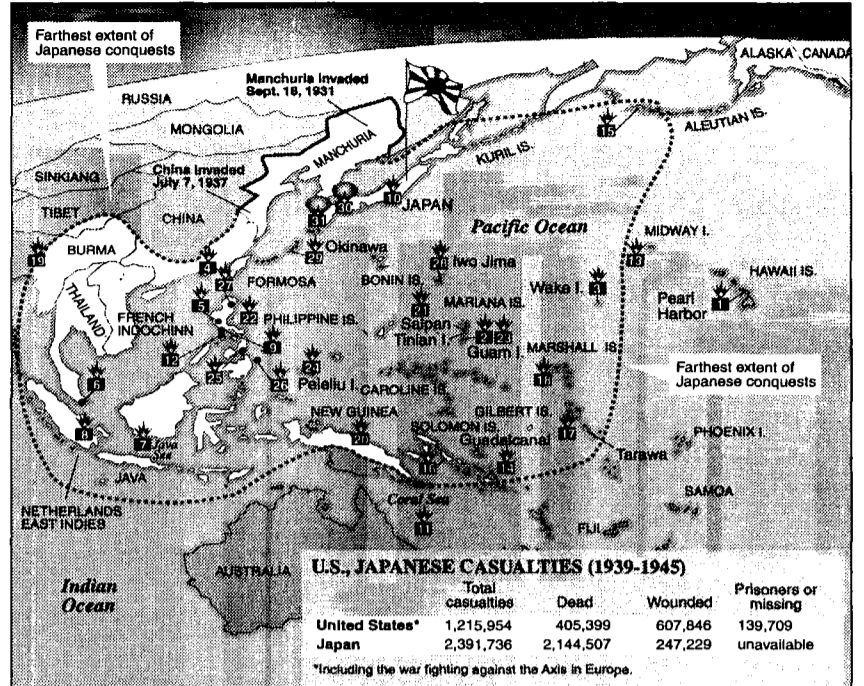 Farthest extent of
Japanese conquests
ALASKA
CANADA
Manchuria Invaded
Sept. 18, 1931
RUSSIA
MONGOLIA
MANCHURIA
KURIL IS.
15
ALEUTIAN IS.
China Invaded
July 7, 1937
SINKIANG
TIBET
CHINA
31
30
10
JAPAN
Pacific Ocean
19
BURMA
4
29
Okinawa
Iwo Jima
MIDWAY I.
13
HAWAII IS.
27
FORMOSA
BONIN IS.
Wake I.
Pearl
Harbor
1
THAILAND
5
22
21
MARIANA IS.
FRENCH
INDOCHINN
PHILIPPINE IS.
Saipan
Tinian I.
2
Guam I.
12
9
MARSHALL IS
Farthest extent of
Japanese conquests
6
25
26
24
Peleliu I.
CAROLINE IS.
NEW GUINEA
GILBERT IS.
8
7
Java
Sea
20
SOLOMON IS.
Guadalcanal
17
Tarawa
PHOENIX I.
JAVA
14
NETHERLANDS
EAST INDIES
Coral Sea
11
SAMOA
FIJI
AUSTRALIA
Indian
Ocean
U.S., JAPANESE CASUALTIES (1939-1945)
Total casualties Dead Wounded Prisoners or missing
United States* 1,215,954 405,399 607,846 139,709
Japan 2,391,736 2,144,507 247,229 unavailable
*Including the war fighting against the Axis in Europe.